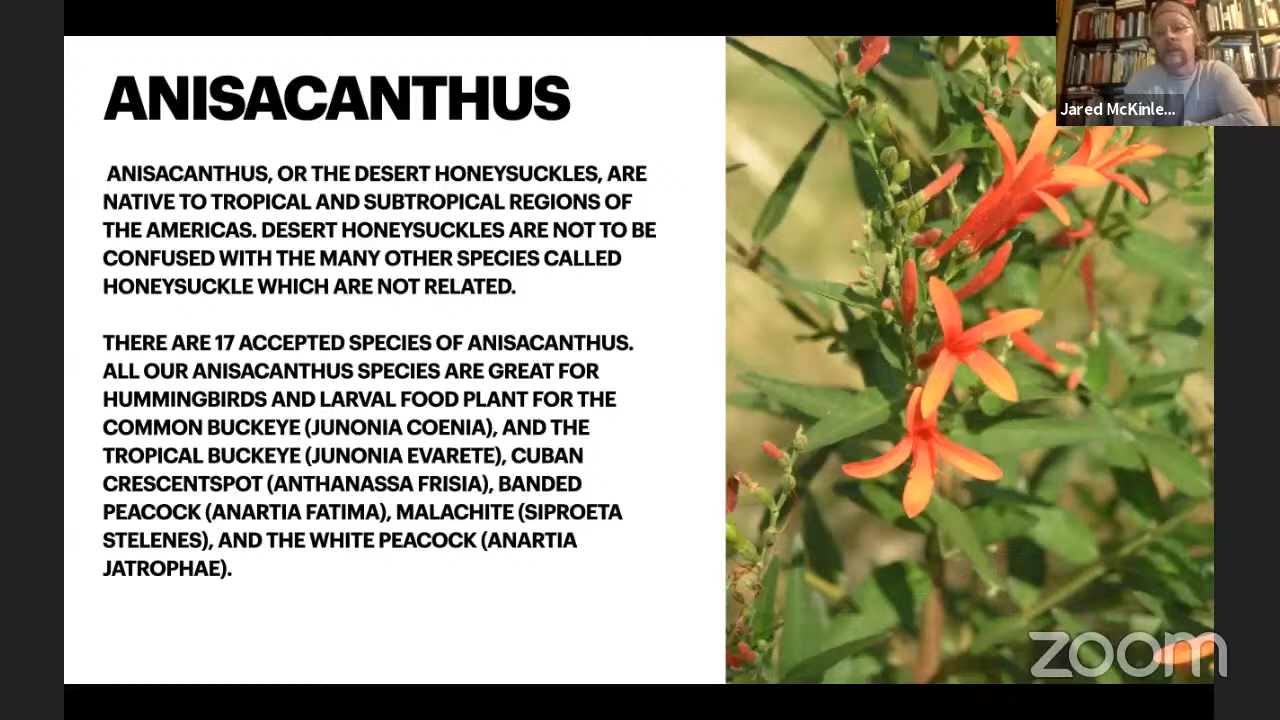 ANISACANTHUS
ANISACANTHUS, OR THE DESERT HONEYSUCKLES, ARE
NATIVE TO TROPICAL AND SUBTROPICAL REGIONS OF
THE AMERICAS. DESERT HONEYSUCKLES ARE NOT TO BE
CONFUSED WITH THE MANY OTHER SPECIES CALLED
HONEYSUCKLE WHICH ARE NOT RELATED.
THERE ARE 17 ACCEPTED SPECIES OF ANISACANTHUS.
ALL OUR ANISACANTHUS SPECIES ARE GREAT FOR
HUMMINGBIRDS AND LARVAL FOOD PLANT FOR THE
COMMON BUCKEYE (JUNONIA COENIA), AND THE
TROPICAL BUCKEYE (JUNONIA EVARETE), CUBAN
CRESCENTSPOT (ANTHANASSA FRISIA), BANDED
PEACOCK (ANARTIA FATIMA), MALACHITE (SIPROETA
STELENES), AND THE WHITE PEACOCK (ANARTIA
JATROPHAE).
Jared McKinle...
zoom